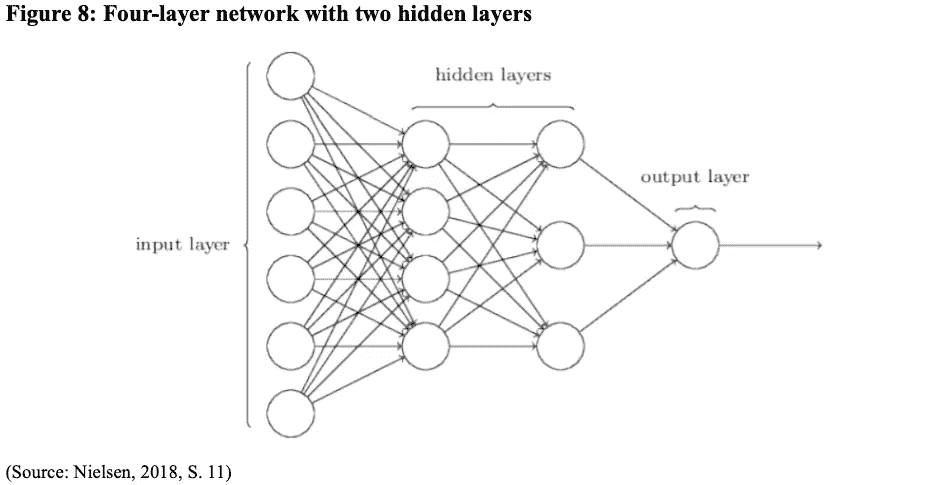 Figure 8: Four-layer network with two hidden layers
hidden layers
output layer
input layer
(Source: Nielsen, 2018, S. 11)